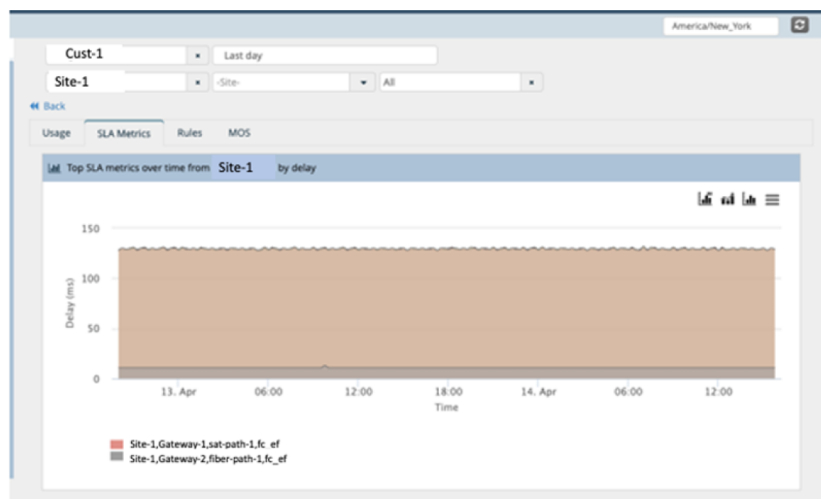 America/New_York
Cust-1 × Last day
Site-1 × -Site- All ×
Back
Usage SLA Metrics Rules MOS
Top SLA metrics over time from Site-1 by delay
150
100
50
0
Delay (ms)
13. Apr 06:00 12:00 18:00 14. Apr 06:00 12:00
Time
Site-1,Gateway-1,sat-path-1,fc_ef
Site-1,Gateway-2,fiber-path-1,fc_ef